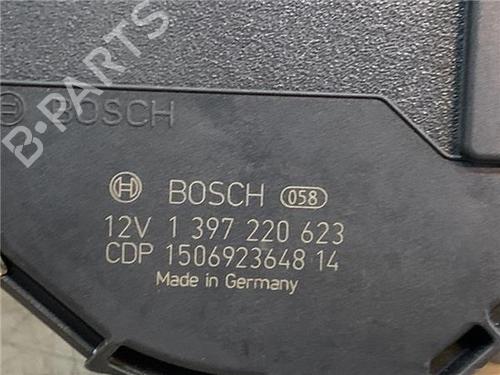 B-PARTS
BOSCH
BOSCH 058
12V 1 397 220 623
CDP 1506923648 14
Made in Germany